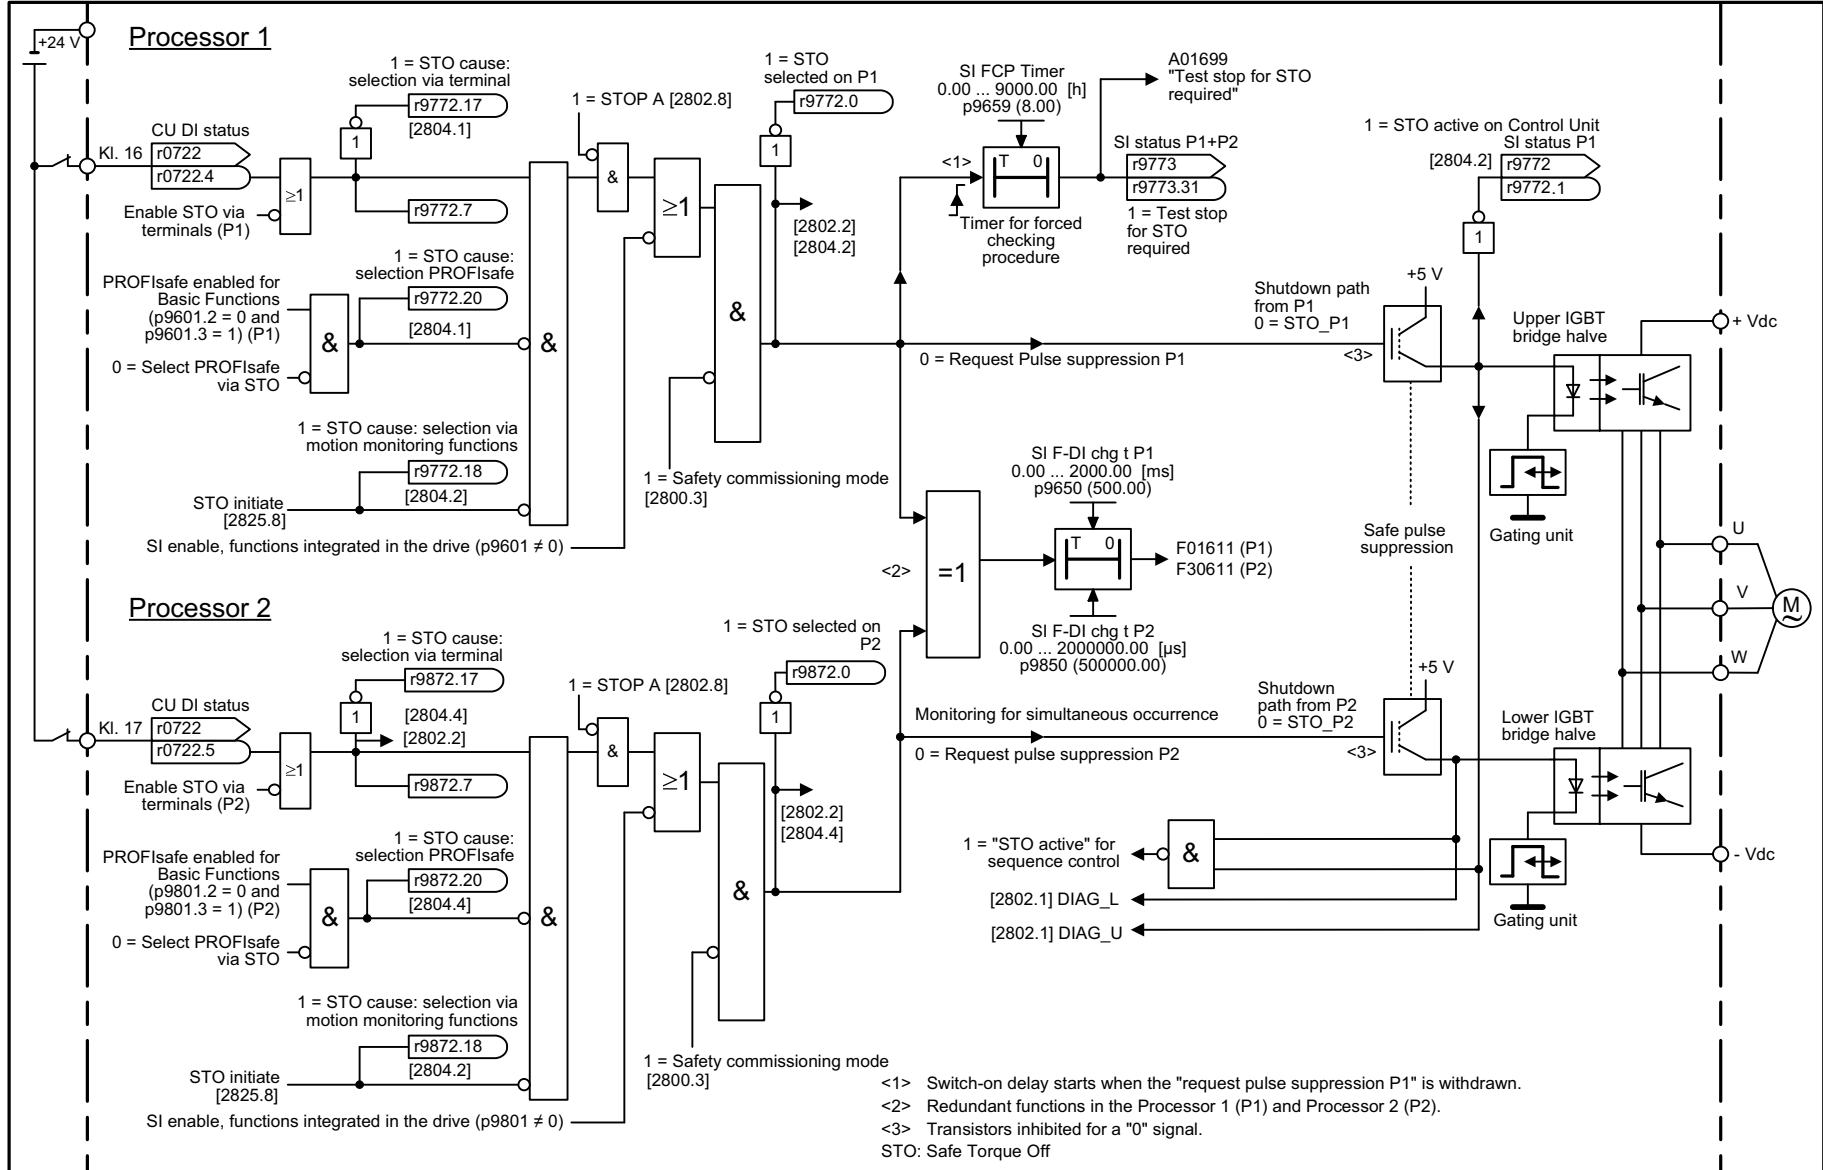 +24 V
Processor 1
1 = STO cause:
selection via terminal
r9772.17
[2804.1]
1
CU DI status
Kl. 16
r0722
r0722.4
≥1
Enable STO via
terminals (P1)
r9772.7
1 = STO cause:
selection PROFIsafe
r9772.20
[2804.1]
PROFIsafe enabled for
Basic Functions
(p9601.2 = 0 and
p9601.3 = 1) (P1)
&
0 = Select PROFIsafe
via STO
1 = STO cause: selection via
motion monitoring functions
r9772.18
[2804.2]
STO initiate
[2825.8]
SI enable, functions integrated in the drive (p9601 ≠ 0)
&
1 = STOP A [2802.8]
&
≥1
1 = STO
selected on P1
r9772.0
1
[2802.2]
[2804.2]
&
1 = Safety commissioning mode
[2800.3]
SI FCP Timer
0.00 ... 9000.00 [h]
p9659 (8.00)
<1>
T 0
Timer for forced
checking
procedure
A01699
"Test stop for STO
required"
SI status P1+P2
r9773
r9773.31
1 = Test stop
for STO
required
1 = STO active on Control Unit
SI status P1
[2804.2]
r9772
r9772.1
1
0 = Request Pulse suppression P1
Shutdown path
from P1
0 = STO_P1
<3>
+5 V
Upper IGBT
bridge halve
+ Vdc
Gating unit
SI F-DI chg t P1
0.00 ... 2000.00 [ms]
p9650 (500.00)
T 0
<2>
=1
F01611 (P1)
F30611 (P2)
SI F-DI chg t P2
0.00 ... 2000000.00 [µs]
p9850 (500000.00)
Safe pulse
suppression
U
V
W
M
~
Processor 2
1 = STO cause:
selection via terminal
r9872.17
1
[2804.4]
[2802.2]
CU DI status
Kl. 17
r0722
r0722.5
≥1
Enable STO via
terminals (P2)
r9872.7
1 = STO cause:
selection PROFIsafe
r9872.20
[2804.4]
PROFIsafe enabled for
Basic Functions
(p9801.2 = 0 and
p9801.3 = 1) (P2)
&
0 = Select PROFIsafe
via STO
1 = STO cause: selection via
motion monitoring functions
r9872.18
[2804.2]
STO initiate
[2825.8]
SI enable, functions integrated in the drive (p9801 ≠ 0)
&
1 = STOP A [2802.8]
&
≥1
1 = STO selected on
P2
r9872.0
1
[2802.2]
[2804.4]
&
1 = Safety commissioning mode
[2800.3]
Monitoring for simultaneous occurrence
0 = Request pulse suppression P2
Shutdown
path from P2
0 = STO_P2
<3>
+5 V
Lower IGBT
bridge halve
- Vdc
Gating unit
1 = "STO active" for
sequence control
&
[2802.1] DIAG_L
[2802.1] DIAG_U
<1> Switch-on delay starts when the "request pulse suppression P1" is withdrawn.
<2> Redundant functions in the Processor 1 (P1) and Processor 2 (P2).
<3> Transistors inhibited for a "0" signal.
STO: Safe Torque Off